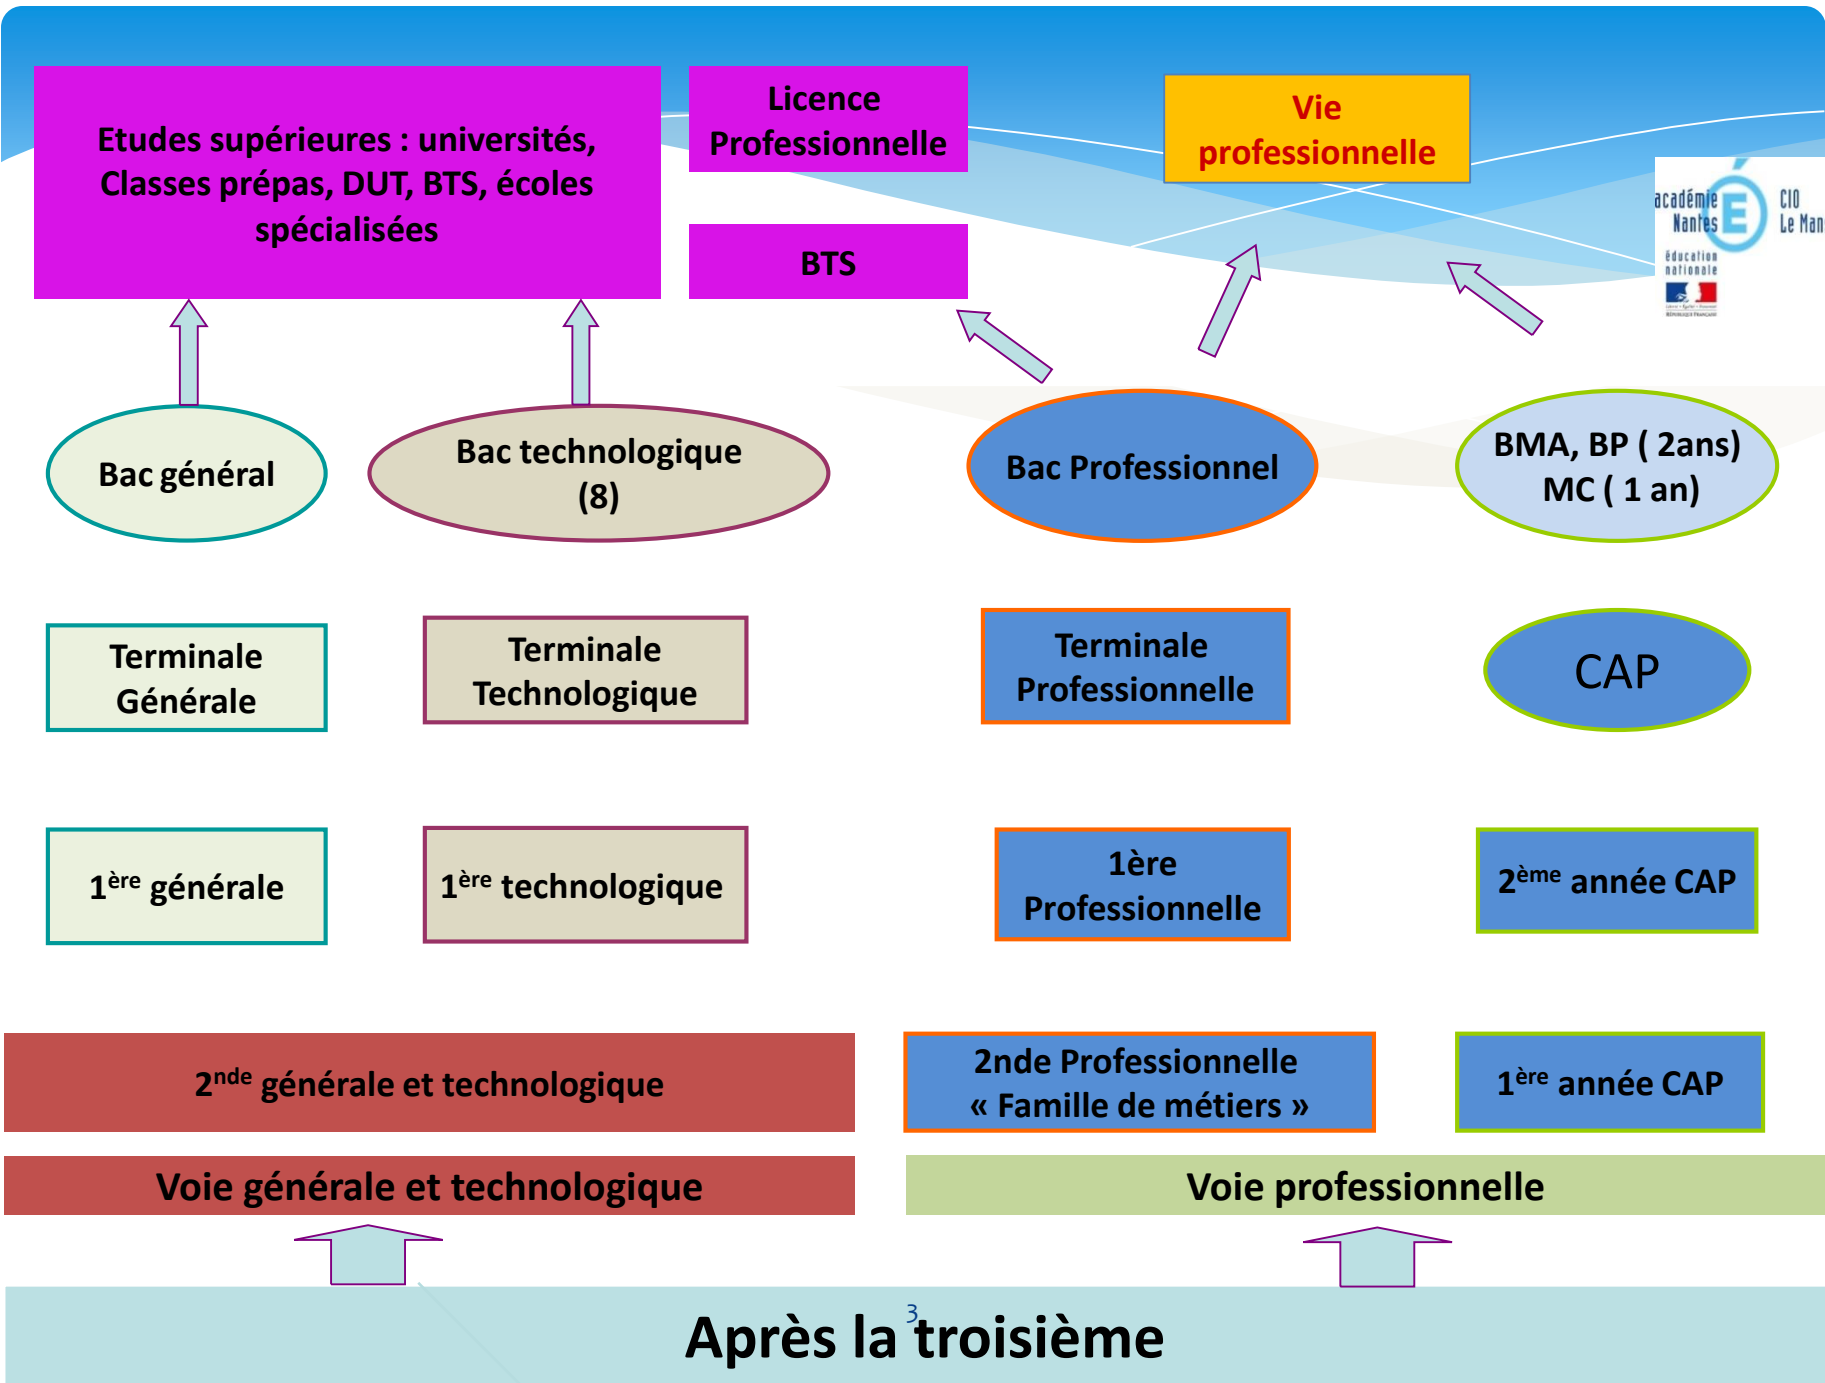 Etudes supérieures : universités,
Classes prépas, DUT, BTS, écoles
spécialisées
Licence
Professionnelle
BTS
Vie
professionnelle
académie
Nantes
CIO
Le Man
éducation
nationale
RÉPUBLIQUE FRANÇAISE
Bac général
Bac technologique
(8)
Bac Professionnel
BMA, BP ( 2ans)
MC ( 1 an)
Terminale
Générale
Terminale
Technologique
Terminale
Professionnelle
CAP
1ère générale
1ère technologique
1ère
Professionnelle
2ème année CAP
2nde générale et technologique
2nde Professionnelle
« Famille de métiers »
1ère année CAP
Voie générale et technologique
Voie professionnelle
Après la troisième
3